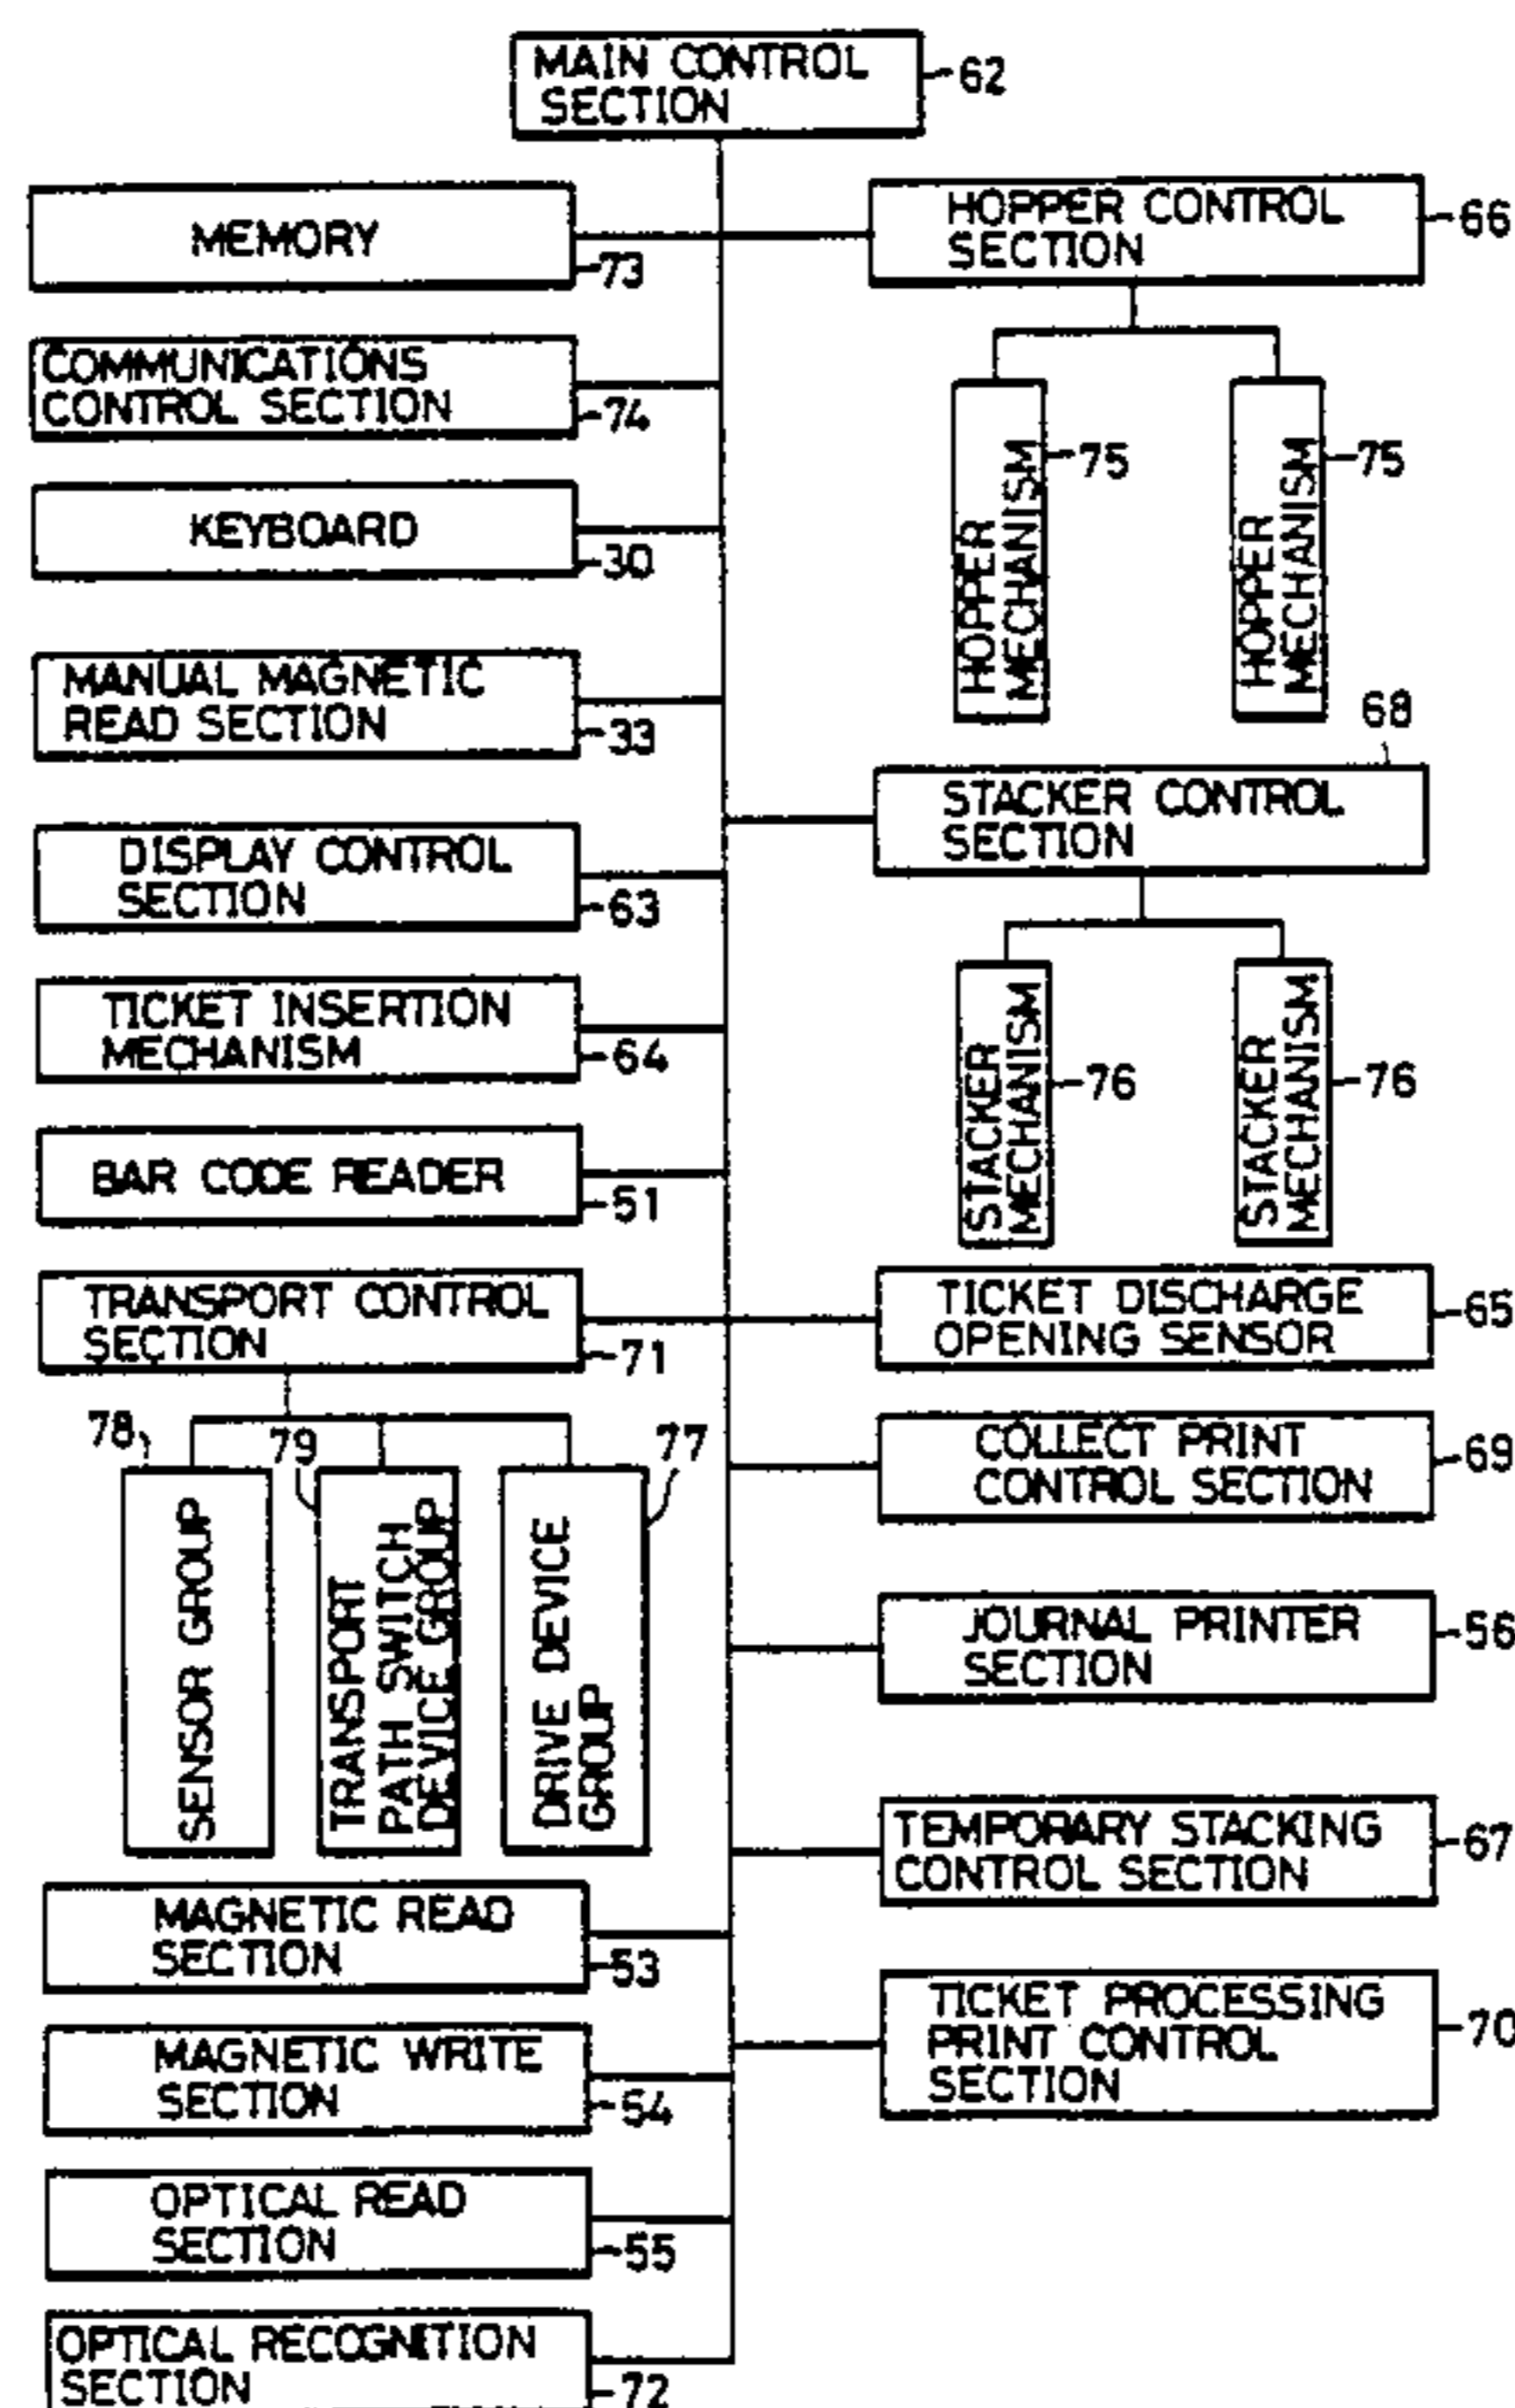 MAIN CONTROL
SECTION
62
MEMORY
73
COMMUNICATIONS
CONTROL SECTION
74
KEYBOARD
30
MANUAL MAGNETIC
READ SECTION
33
DISPLAY CONTROL
SECTION
63
TICKET INSERTION
MECHANISM
64
BAR CODE READER
51
TRANSPORT CONTROL
SECTION
71
78
SENSOR GROUP
79
TRANSPORT
PATH SWITCH
DEVICE GROUP
77
DRIVE DEVICE
GROUP
MAGNETIC READ
SECTION
53
MAGNETIC WRITE
SECTION
54
OPTICAL READ
SECTION
55
OPTICAL RECOGNITION
SECTION
72
HOPPER CONTROL
SECTION
66
HOPPER
MECHANISM
75
HOPPER
MECHANISM
75
68
STACKER CONTROL
SECTION
STACKER
MECHANISM
76
STACKER
MECHANISM
76
TICKET DISCHARGE
OPENING SENSOR
65
COLLECT PRINT
CONTROL SECTION
69
JOURNAL PRINTER
SECTION
56
TEMPORARY STACKING
CONTROL SECTION
67
TICKET PROCESSING
PRINT CONTROL
SECTION
70